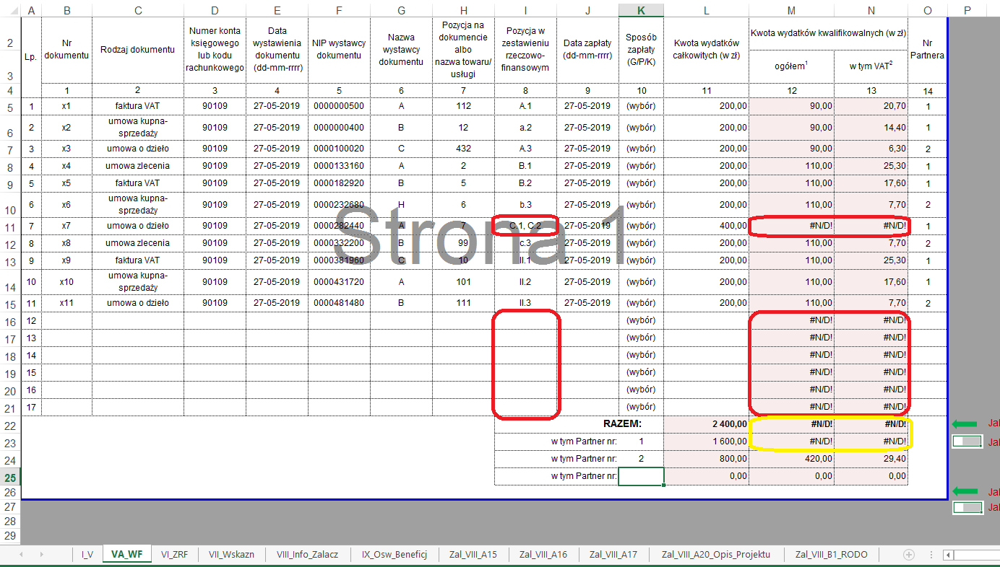 A B C D E F G H I J K L M N O P
2 Lp. Nr dokumentu Rodzaj dokumentu Numer konta księgowego lub kodu rachunkowego Data wystawienia dokumentu (dd-mm-rrrr) NIP wystawcy dokumentu Nazwa wystawcy dokumentu Pozycja na dokumencie albo nazwa towaru/ usługi Pozycja w zestawieniu rzeczowo-finansowym Data zapłaty (dd-mm-rrrr) Sposób zapłaty (G/P/K) Kwota wydatków całkowitych (w zł) Kwota wydatków kwalifikowalnych (w zł) Nr Partnera
3 ogółem1 w tym VAT2
4 1 2 3 4 5 6 7 8 9 10 11 12 13 14
5 1 x1 faktura VAT 90109 27-05-2019 0000000500 A 112 A.1 27-05-2019 (wybór) 200,00 90,00 20,70 1
6 2 x2 umowa kupna-sprzedaży 90109 27-05-2019 0000000400 B 12 a.2 27-05-2019 (wybór) 200,00 90,00 14,40 1
7 3 x3 umowa o dzieło 90109 27-05-2019 0000100020 C 432 A.3 27-05-2019 (wybór) 200,00 90,00 6,30 2
8 4 x4 umowa zlecenia 90109 27-05-2019 0000133160 A 2 B.1 27-05-2019 (wybór) 200,00 110,00 25,30 1
9 5 x5 faktura VAT 90109 27-05-2019 0000182920 B 5 B.2 27-05-2019 (wybór) 200,00 110,00 17,60 1
10 6 x6 umowa kupna-sprzedaży 90109 27-05-2019 0000232680 H 6 b.3 27-05-2019 (wybór) 200,00 110,00 7,70 2
11 7 x7 umowa o dzieło 90109 27-05-2019 0000282440 A 7 C.1, C.2 27-05-2019 (wybór) 400,00 #N/D! #N/D! 1
Strona 1
12 8 x8 umowa zlecenia 90109 27-05-2019 0000332200 B 99 c.3 27-05-2019 (wybór) 200,00 110,00 7,70 2
13 9 x9 faktura VAT 90109 27-05-2019 0000381960 C 10 II.1 27-05-2019 (wybór) 200,00 110,00 25,30 1
14 10 x10 umowa kupna-sprzedaży 90109 27-05-2019 0000431720 A 101 II.2 27-05-2019 (wybór) 200,00 110,00 17,60 1
15 11 x11 umowa o dzieło 90109 27-05-2019 0000481480 B 111 II.3 27-05-2019 (wybór) 200,00 110,00 7,70 2
16 12 (wybór) #N/D! #N/D!
17 13 (wybór) #N/D! #N/D!
18 14 (wybór) #N/D! #N/D!
19 15 (wybór) #N/D! #N/D!
20 16 (wybór) #N/D! #N/D!
21 17 (wybór) #N/D! #N/D!
22 RAZEM: 2 400,00 #N/D! #N/D!
23 w tym Partner nr: 1 1 600,00 #N/D! #N/D!
24 w tym Partner nr: 2 800,00 420,00 29,40
25 w tym Partner nr: 0,00 0,00 0,00
26
27
28
29
I_V VA_WF VI_ZRF VII_Wskazn VIII_Info_Zalacz IX_Osw_Beneficj Zal_VIII_A15 Zal_VIII_A16 Zal_VIII_A17 Zal_VIII_A20_Opis_Projektu Zal_VIII_B1_RODO